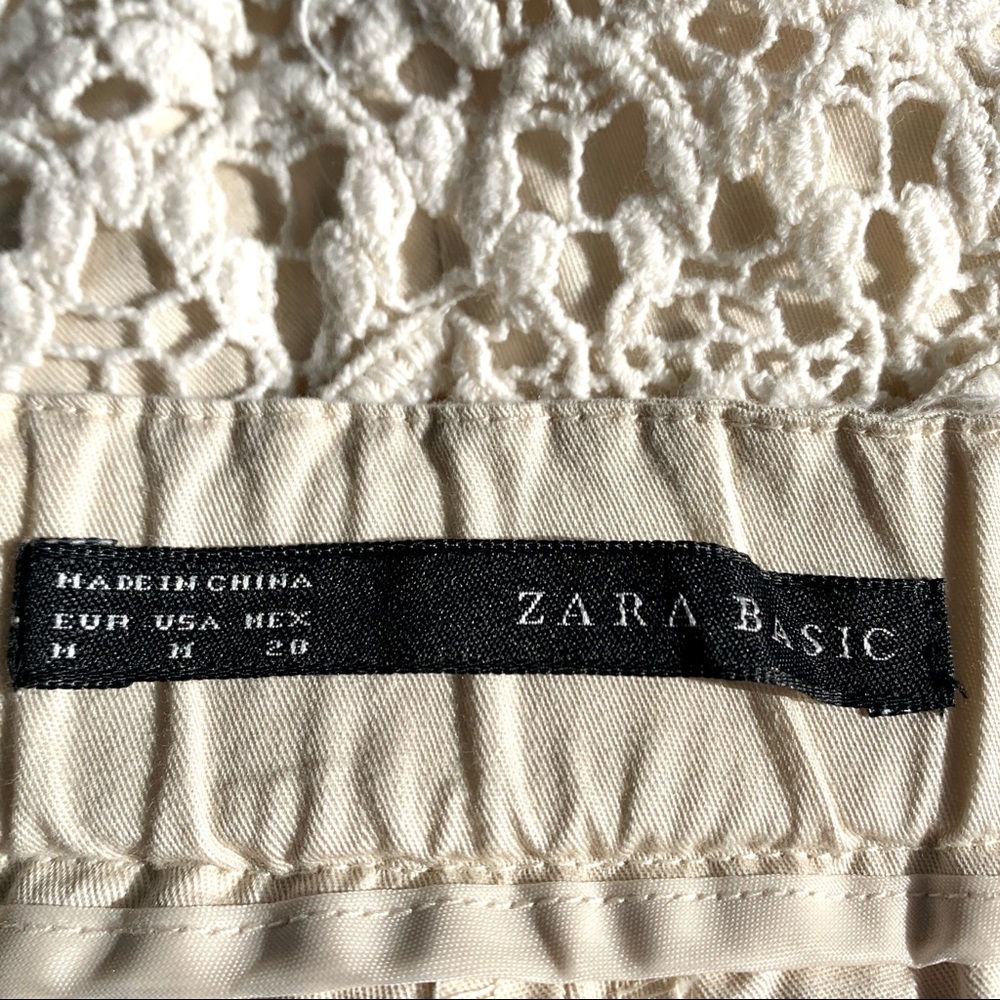 MADE IN CHINA
EUR USA MEX
M M 28
ZARA BASIC